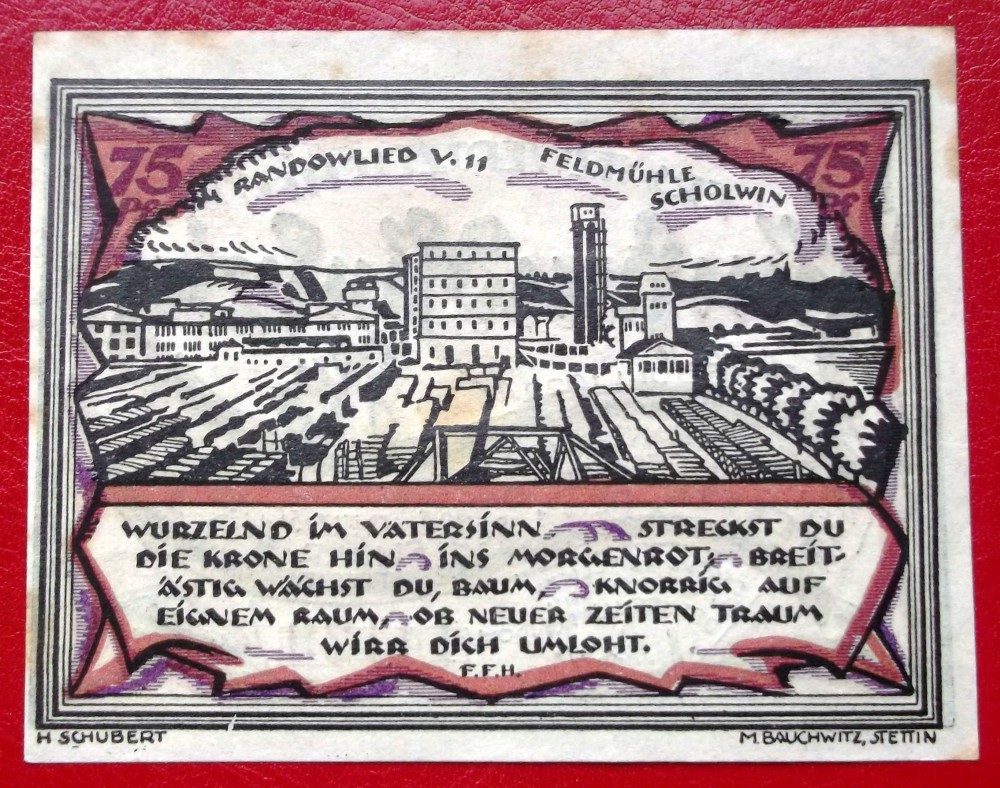 75 Pf
75 Pf
RANDOWLIED V. 11
FELDMÜHLE
SCHOLWIN
WURZELND IM VATERSINN STRECKST DU
DIE KRONE HIN INS MORGENROT, BREIT-
ÄSTIG WÄCHST DU, BAUM, KNORRIG AUF
EIGNEM RAUM, OB NEUER ZEITEN TRAUM
WIRR DICH UMLOHT.
F.F.H.
H SCHUBERT
M. BAUCHWITZ, STETTIN